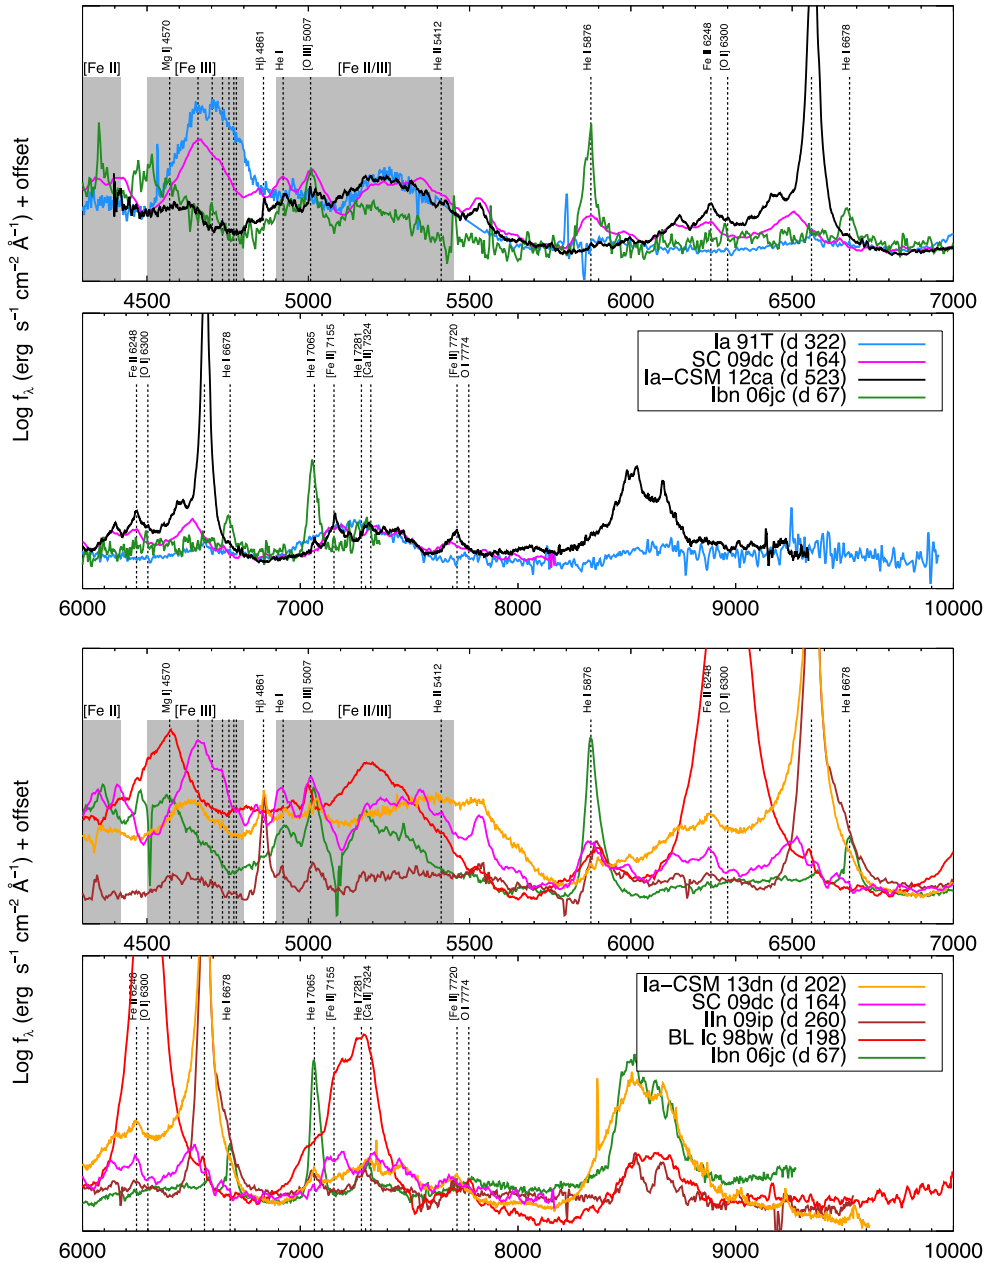 Mg I] 4570
Hβ 4861
He I
[O III] 5007
He II 5412
He I 5876
Fe II 6248
[O I] 6300
He I 6678
[Fe II]
[Fe III]
[Fe II/III]
4500
5000
5500
6000
6500
7000
Fe II 6248
[O I] 6300
He I 6678
He I 7065
[Fe II] 7155
He I 7281
[Ca II] 7324
[Fe II] 7720
O I 7774
Ia 91T (d 322)
SC 09dc (d 164)
Ia−CSM 12ca (d 523)
Ibn 06jc (d 67)
6000
7000
8000
9000
10000
Log fλ (erg s−1 cm−2 Å−1) + offset
Mg I] 4570
Hβ 4861
He I
[O III] 5007
He II 5412
He I 5876
Fe II 6248
[O I] 6300
He I 6678
[Fe II]
[Fe III]
[Fe II/III]
4500
5000
5500
6000
6500
7000
Fe II 6248
[O I] 6300
He I 6678
He I 7065
[Fe II] 7155
He I 7281
[Ca II] 7324
[Fe II] 7720
O I 7774
Ia−CSM 13dn (d 202)
SC 09dc (d 164)
IIn 09ip (d 260)
BL Ic 98bw (d 198)
Ibn 06jc (d 67)
6000
7000
8000
9000
10000
Log fλ (erg s−1 cm−2 Å−1) + offset